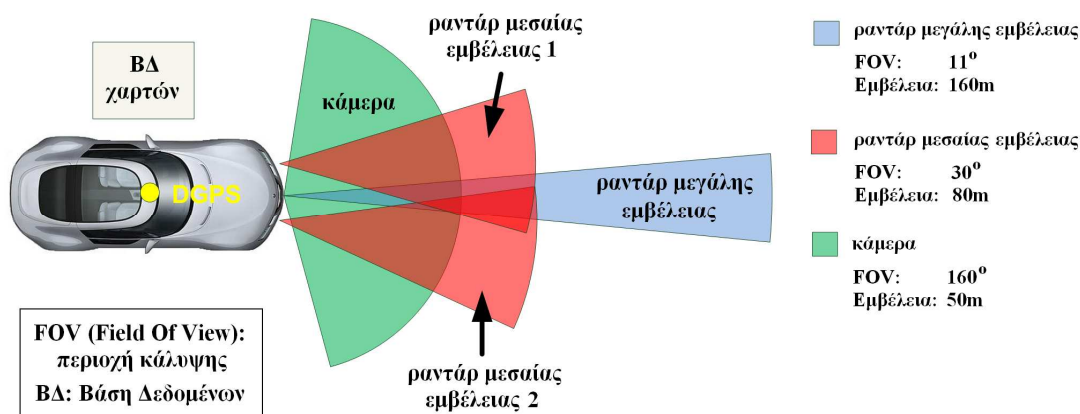 ΒΔ
χαρτών
DGPS
FOV (Field Of View):
περιοχή κάλυψης
ΒΔ: Βάση Δεδομένων
ραντάρ μεσαίας
εμβέλειας 1
κάμερα
ραντάρ μεγάλης
εμβέλειας
ραντάρ μεσαίας
εμβέλειας 2
ραντάρ μεγάλης εμβέλειας
FOV: 11°
Εμβέλεια: 160m
ραντάρ μεσαίας εμβέλειας
FOV: 30°
Εμβέλεια: 80m
κάμερα
FOV: 160°
Εμβέλεια: 50m